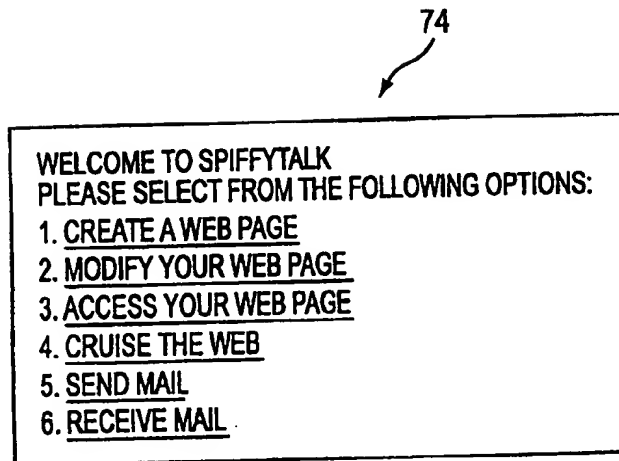 74
WELCOME TO SPIFFYTALK
PLEASE SELECT FROM THE FOLLOWING OPTIONS:
1. CREATE A WEB PAGE
2. MODIFY YOUR WEB PAGE
3. ACCESS YOUR WEB PAGE
4. CRUISE THE WEB
5. SEND MAIL
6. RECEIVE MAIL